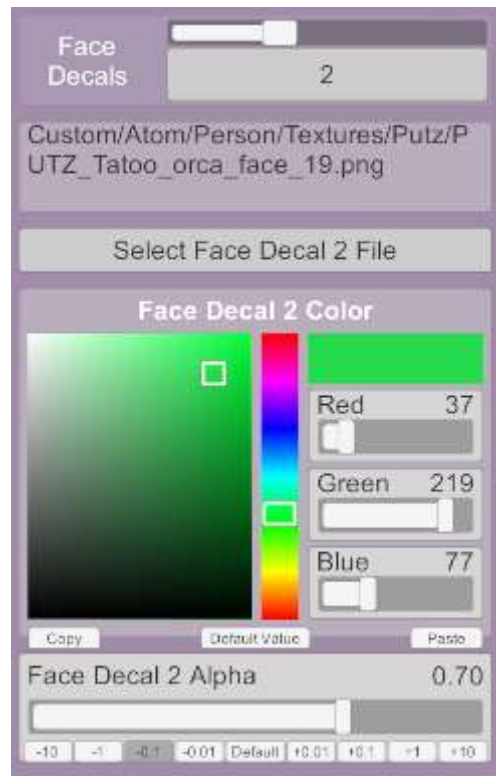 Face
Decals
2
Custom/Atom/Person/Textures/Putz/P
UTZ_Tatoo_orca_face_19.png
Select Face Decal 2 File
Face Decal 2 Color
Red 37
Green 219
Blue 77
Copy Default Value Paste
Face Decal 2 Alpha 0.70
-10 -1 -0.1 -0.01 Default +0.01 +0.1 +1 +10